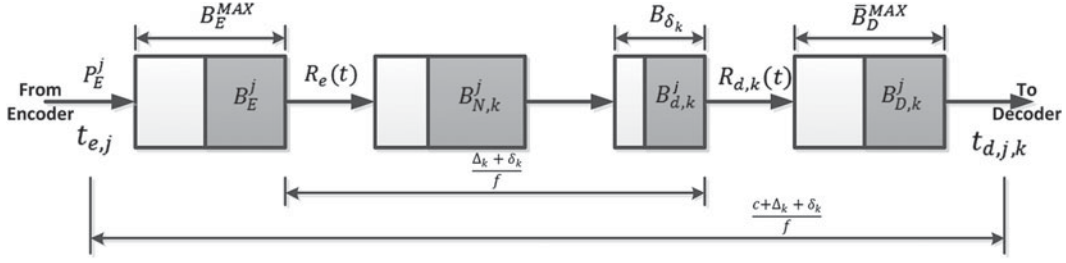 B_E^{MAX}
B_{δ_k}
B̄_D^{MAX}
P_E^j
From
Encoder
t_{e,j}
B_E^j
R_e(t)
B_{N,k}^j
B_{d,k}^j
R_{d,k}(t)
B_{D,k}^j
To
Decoder
t_{d,j,k}
\frac{Δ_k + δ_k}{f}
\frac{c+Δ_k + δ_k}{f}